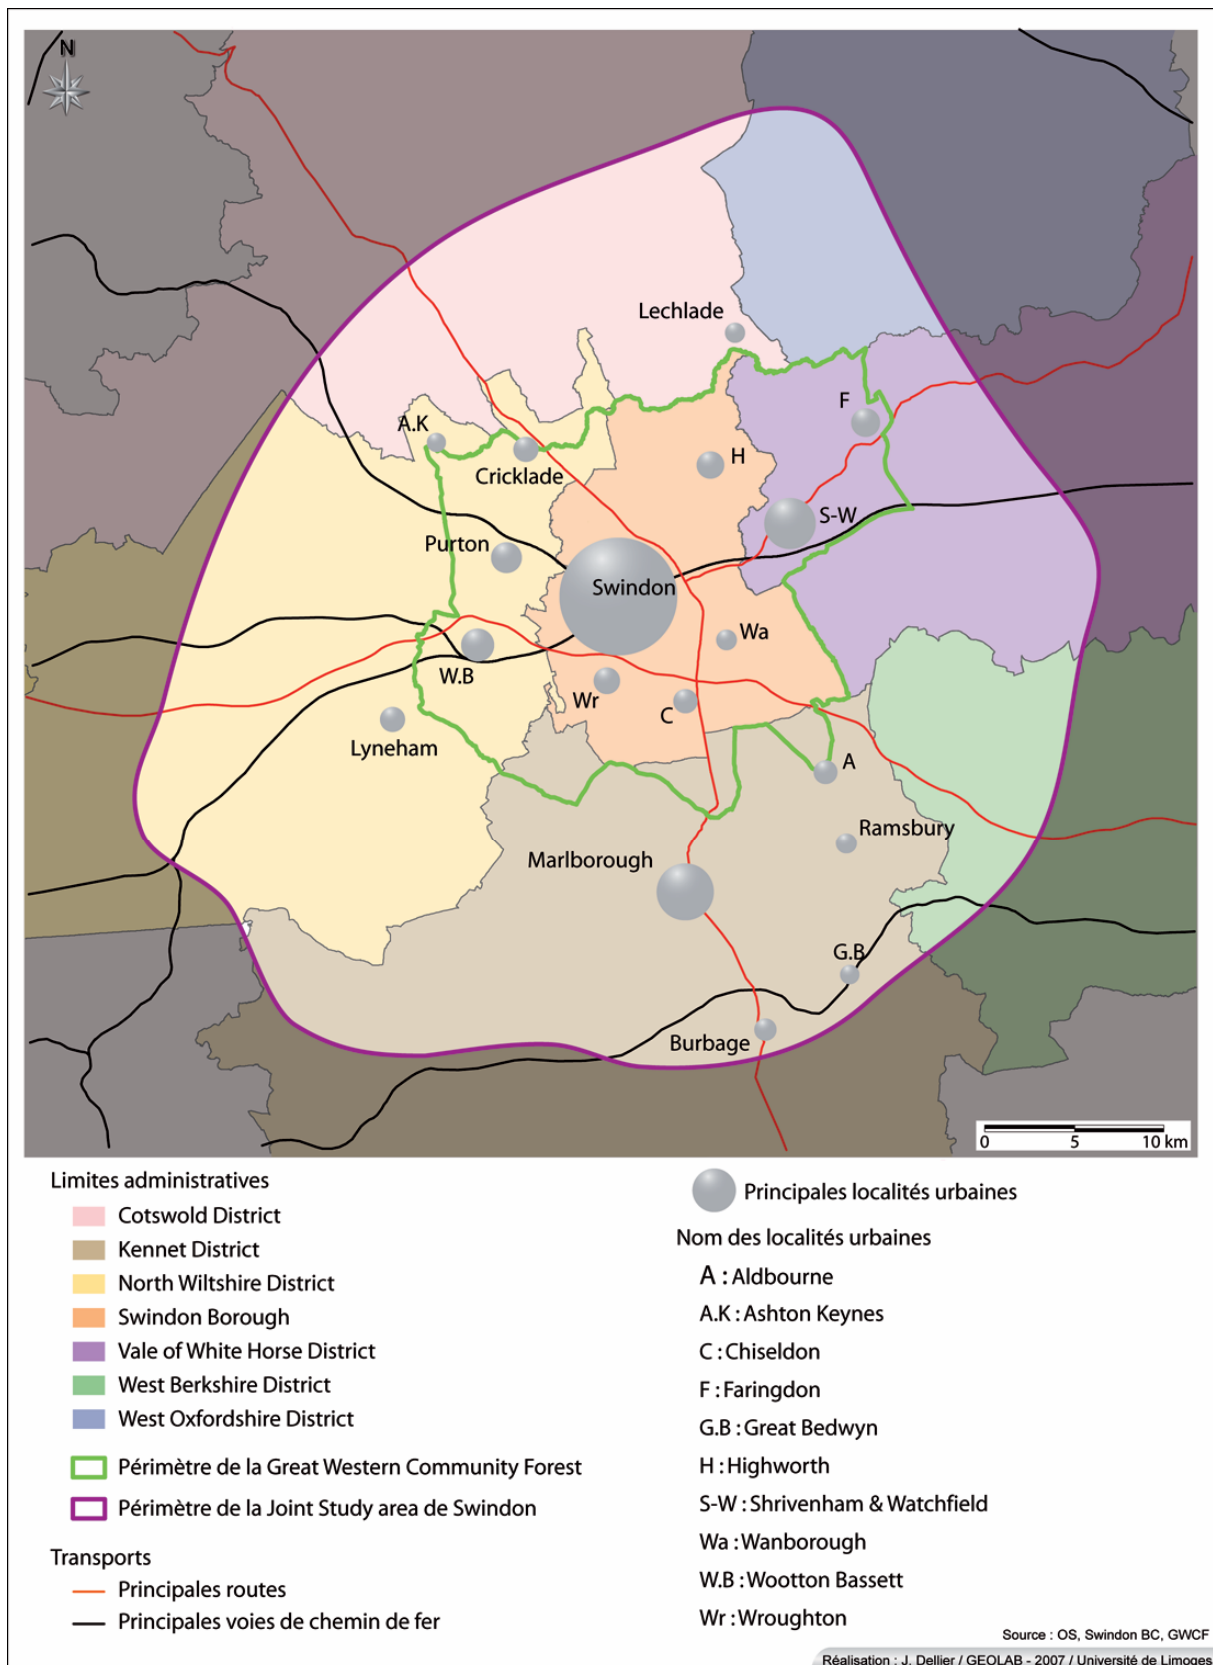 N
Lechlade
A.K
F
Cricklade
H
S-W
Purton
Swindon
Wa
W.B
Wr
C
Lyneham
A
Ramsbury
Marlborough
G.B
Burbage
0 5 10 km
Limites administratives
Cotswold District
Kennet District
North Wiltshire District
Swindon Borough
Vale of White Horse District
West Berkshire District
West Oxfordshire District
Périmètre de la Great Western Community Forest
Périmètre de la Joint Study area de Swindon
Transports
Principales routes
Principales voies de chemin de fer
Principales localités urbaines
Nom des localités urbaines
A : Aldbourne
A.K : Ashton Keynes
C : Chiseldon
F : Faringdon
G.B : Great Bedwyn
H : Highworth
S-W : Shrivenham & Watchfield
Wa : Wanborough
W.B : Wootton Bassett
Wr : Wroughton
Source : OS, Swindon BC, GWCF
Réalisation : J. Dellier / GEOLAB - 2007 / Université de Limoges